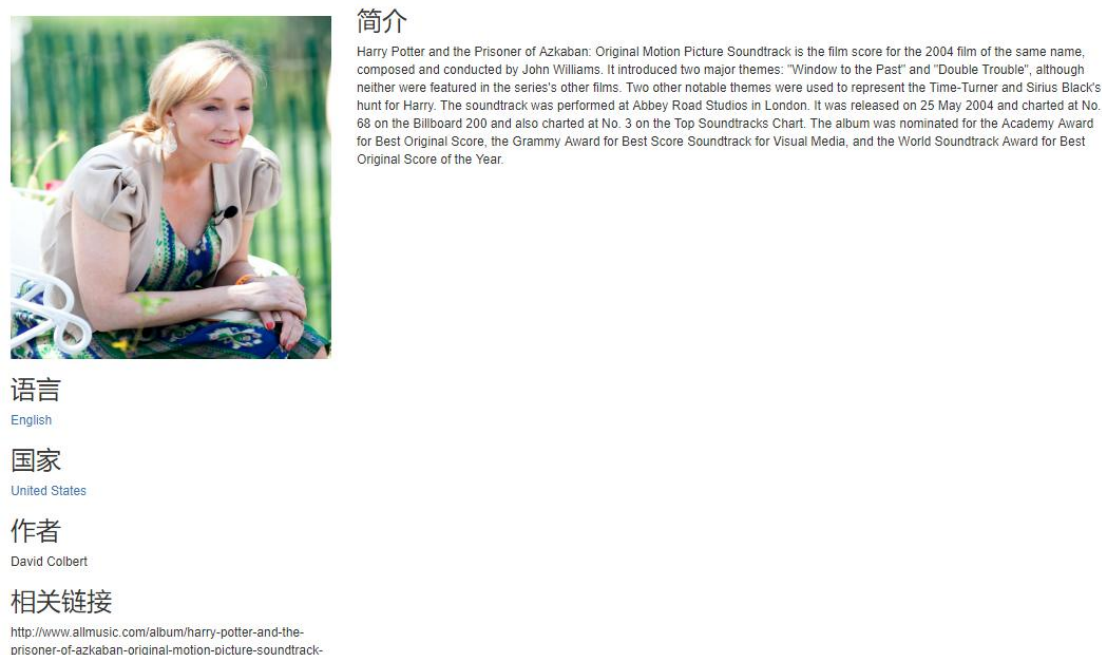 简介
Harry Potter and the Prisoner of Azkaban: Original Motion Picture Soundtrack is the film score for the 2004 film of the same name,
composed and conducted by John Williams. It introduced two major themes: "Window to the Past" and "Double Trouble", although
neither were featured in the series's other films. Two other notable themes were used to represent the Time-Turner and Sirius Black's
hunt for Harry. The soundtrack was performed at Abbey Road Studios in London. It was released on 25 May 2004 and charted at No.
68 on the Billboard 200 and also charted at No. 3 on the Top Soundtracks Chart. The album was nominated for the Academy Award
for Best Original Score, the Grammy Award for Best Score Soundtrack for Visual Media, and the World Soundtrack Award for Best
Original Score of the Year.
语言
English
国家
United States
作者
David Colbert
相关链接
http://www.allmusic.com/album/harry-potter-and-the-
prisoner-of-azkaban-original-motion-picture-soundtrack-